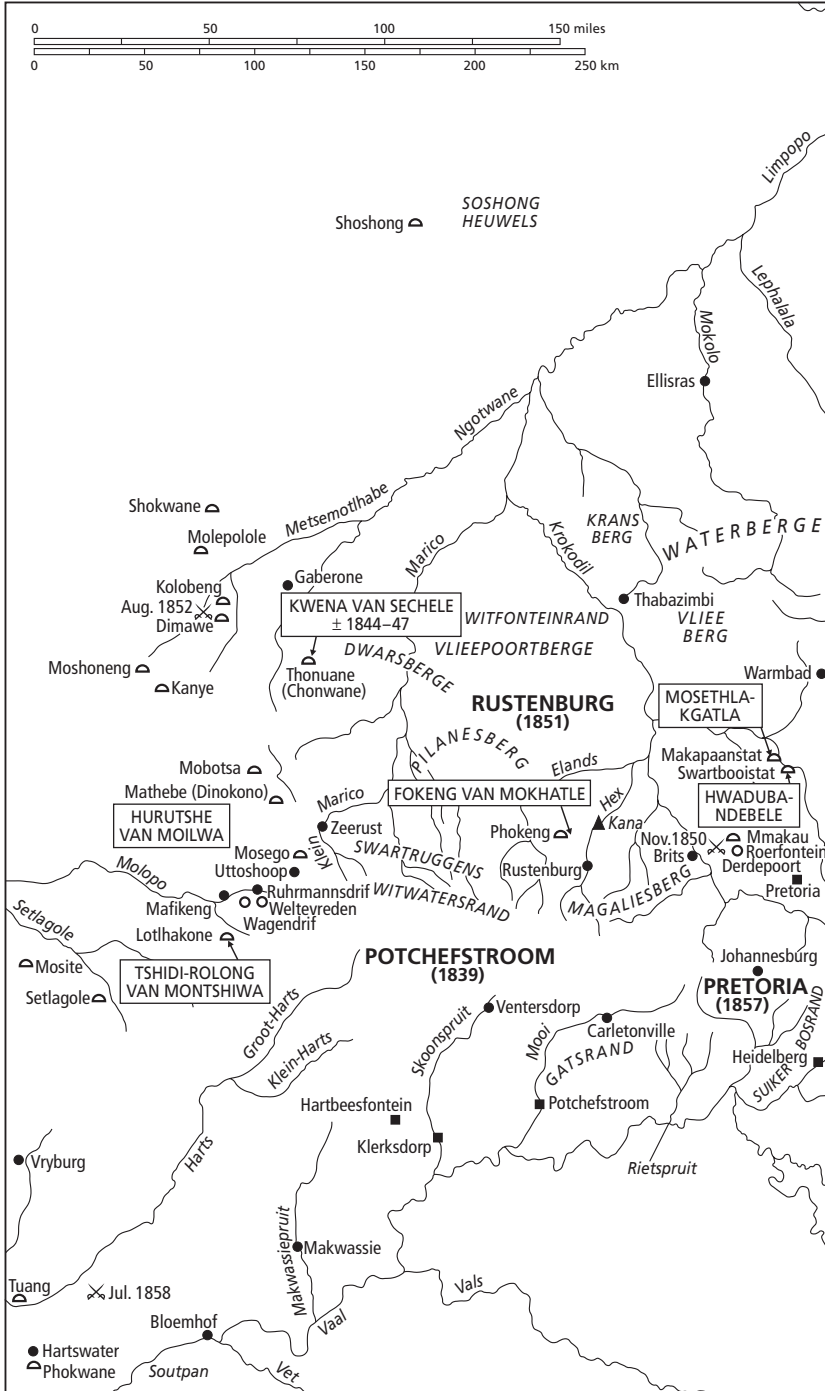 0 50 100 150 miles
0 50 100 150 200 250 km
Limpopo
SOSHONG
HEUWELS
Shoshong
Lephalala
Mokolo
Ellisras
Ngotwane
Shokwane
Metsemotlhabe
Molepolole
KRANS
BERG
WATERBERGE
Marico
Krokodil
Kolobeng
Gaberone
Aug. 1852
Dimawe
KWENA VAN SECHELE
± 1844–47
WITFONTEINRAND
Thabazimbi
VLIEE
BERG
DWARSBERGE
VLIEEPOORTBERGE
Moshoneng
Kanye
Thonuane
(Chonwane)
Warmbad
RUSTENBURG
(1851)
MOSETHLA-
KGATLA
PILANESBERG
Makapaanstat
Swartbooistat
Mobotsa
Elands
Mathebe (Dinokono)
Marico
FOKENG VAN MOKHATLE
Hex
HWADUBA-
NDEBELE
HURUTSHE
VAN MOILWA
Zeerust
Phokeng
Kana
Nov. 1850
Mmakau
Klein
SWARTRUGGENS
Brits
Roerfontein
Mosego
Rustenburg
Derdepoort
Molopo
Uttoshoop
WITWATERSRAND
MAGALIESBERG
Pretoria
Ruhrmannsdrif
Mafikeng
Weltevreden
Setlagole
Wagendrif
Lotlhakone
POTCHEFSTROOM
(1839)
Johannesburg
Mosite
TSHIDI-ROLONG
VAN MONTSHIWA
PRETORIA
(1857)
Setlagole
Groot-Harts
Skoonspruit
Ventersdorp
Mooi
Carletonville
GATSRAND
SUIKERBOSRAND
Heidelberg
Klein-Harts
Hartbeesfontein
Potchefstroom
Klerksdorp
Harts
Vryburg
Rietspruit
Makwassiepruit
Makwassie
Tuang
Jul. 1858
Vals
Vaal
Bloemhof
Hartswater
Phokwane
Soutpan
Vet